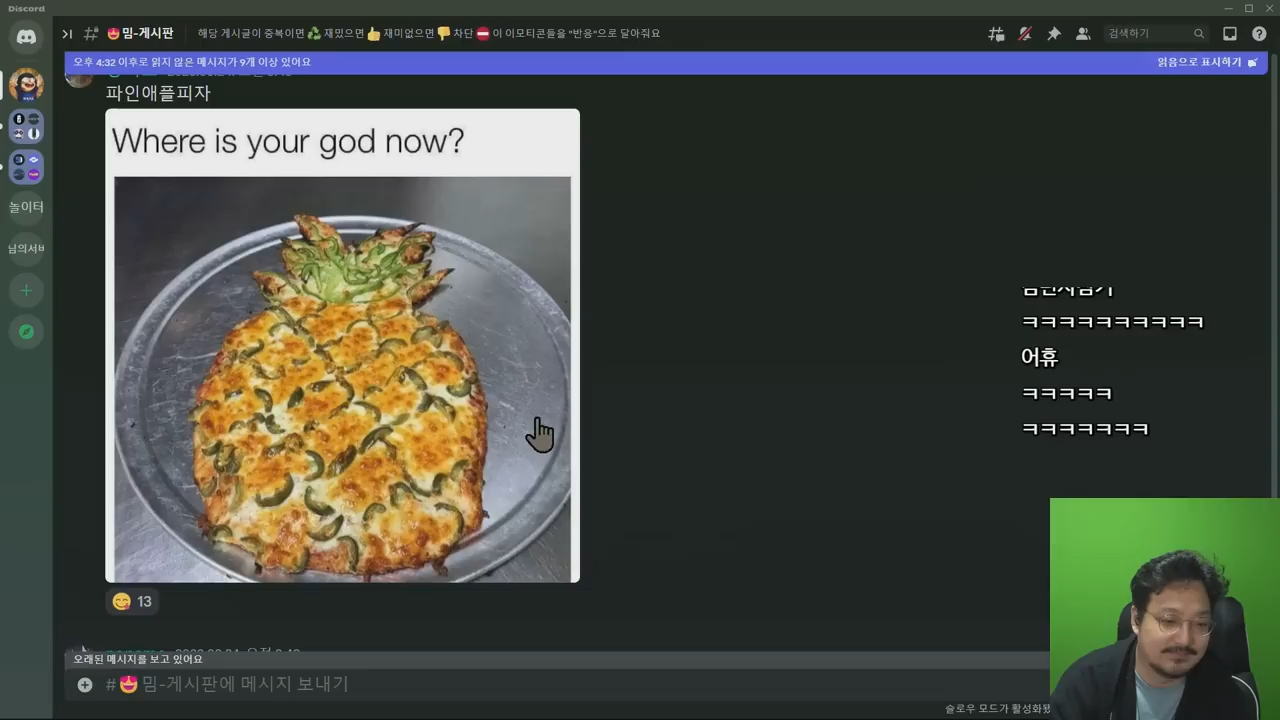 Discord
밈-게시판
해당 게시글이 중복이면 ♻ 재밌으면 👍 재미없으면 👎 차단 ⛔ 이 이모티콘들을 "반응"으로 달아줘요
검색하기
오후 4:32 이후로 읽지 않은 메시지가 9개 이상 있어요
읽음으로 표시하기
파인애플피자
Where is your god now?
놀이터
님의서버
ㅋㅋㅋㅋㅋㅋㅋㅋㅋㅋ
어휴
ㅋㅋㅋㅋㅋ
ㅋㅋㅋㅋㅋㅋㅋ
😋 13
오래된 메시지를 보고 있어요
#😍밈-게시판에 메시지 보내기
슬로우 모드가 활성화됐